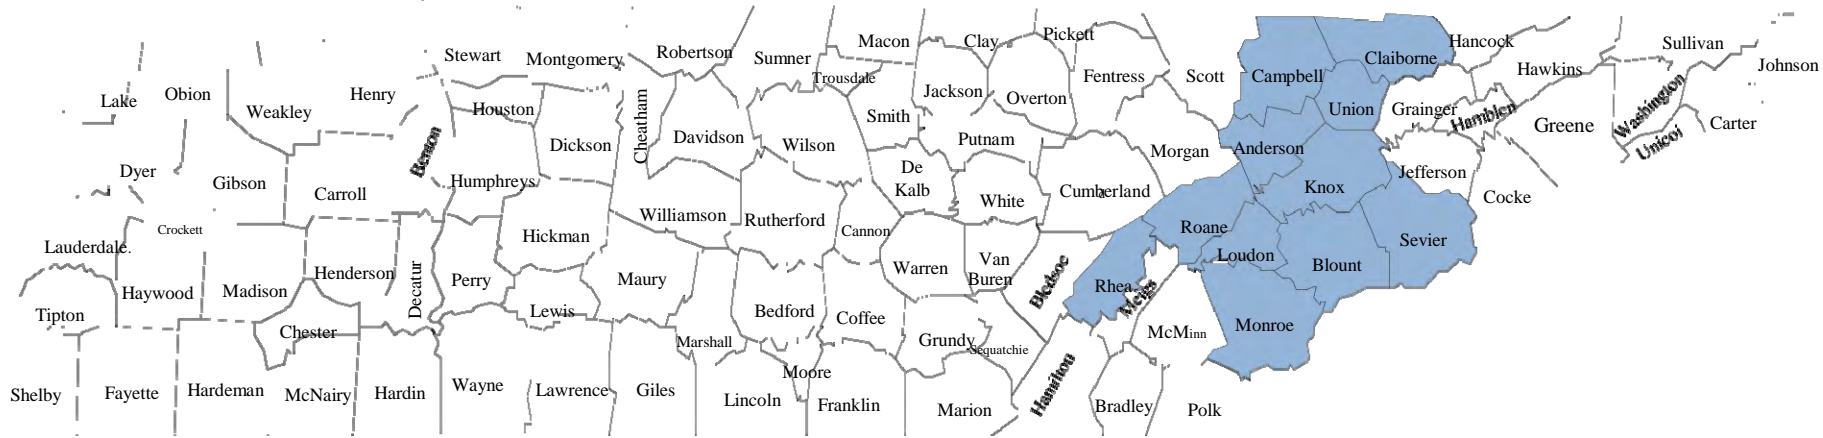 Lake
Obion
Weakley
Henry
Stewart
Montgomery
Robertson
Sumner
Macon
Trousdale
Clay
Pickett
Fentress
Scott
Campbell
Claiborne
Hancock
Hawkins
Sullivan
Johnson
Houston
Dickson
Cheatham
Davidson
Wilson
Smith
Jackson
Overton
Putnam
Morgan
Anderson
Union
Grainger
Hamblen
Greene
Washington
Unicoi
Carter
Dyer
Gibson
Carroll
Benton
Humphreys
De
Kalb
White
Cumberland
Knox
Jefferson
Cocke
Lauderdale.
Crockett
Hickman
Williamson
Rutherford
Cannon
Roane
Loudon
Blount
Sevier
Haywood
Madison
Henderson
Decatur
Perry
Maury
Warren
Van
Buren
Bledsoe
Rhea
Meigs
Tipton
Chester
Lewis
Marshall
Bedford
Coffee
Grundy
Sequatchie
McMinn
Monroe
Shelby
Fayette
Hardeman
McNairy
Hardin
Wayne
Lawrence
Giles
Lincoln
Moore
Franklin
Marion
Hamilton
Bradley
Polk